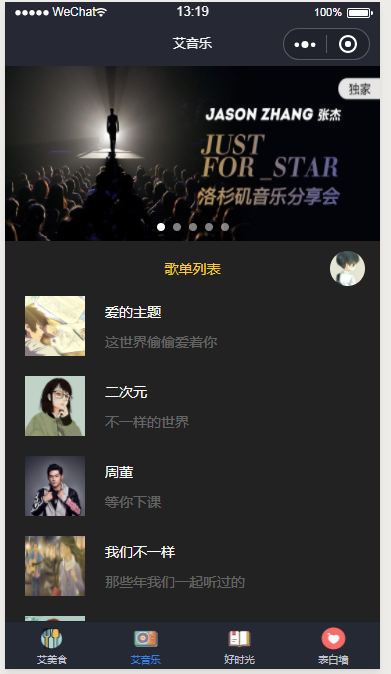 WeChat 13:19 100%
艾音乐
独家
JASON ZHANG 张杰
JUST
FOR_STAR
洛杉矶音乐分享会
歌单列表
爱的主题
这世界偷偷爱着你
二次元
不一样的世界
周董
等你下课
我们不一样
那些年我们一起听过的
艾美食 艾音乐 好时光 表白墙